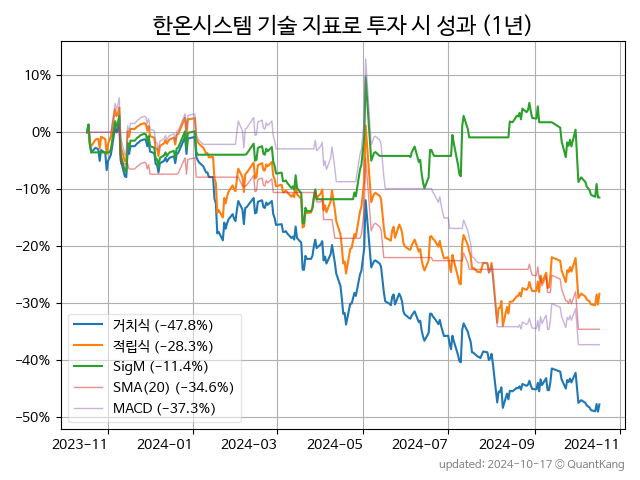 한온시스템 기술 지표로 투자 시 성과 (1년)
10%
0%
−10%
−20%
−30%
−40%
−50%
거치식 (−47.8%)
적립식 (−28.3%)
SigM (−11.4%)
SMA(20) (−34.6%)
MACD (−37.3%)
2023-11
2024-01
2024-03
2024-05
2024-07
2024-09
2024-11
updated: 2024-10-17 © QuantKang